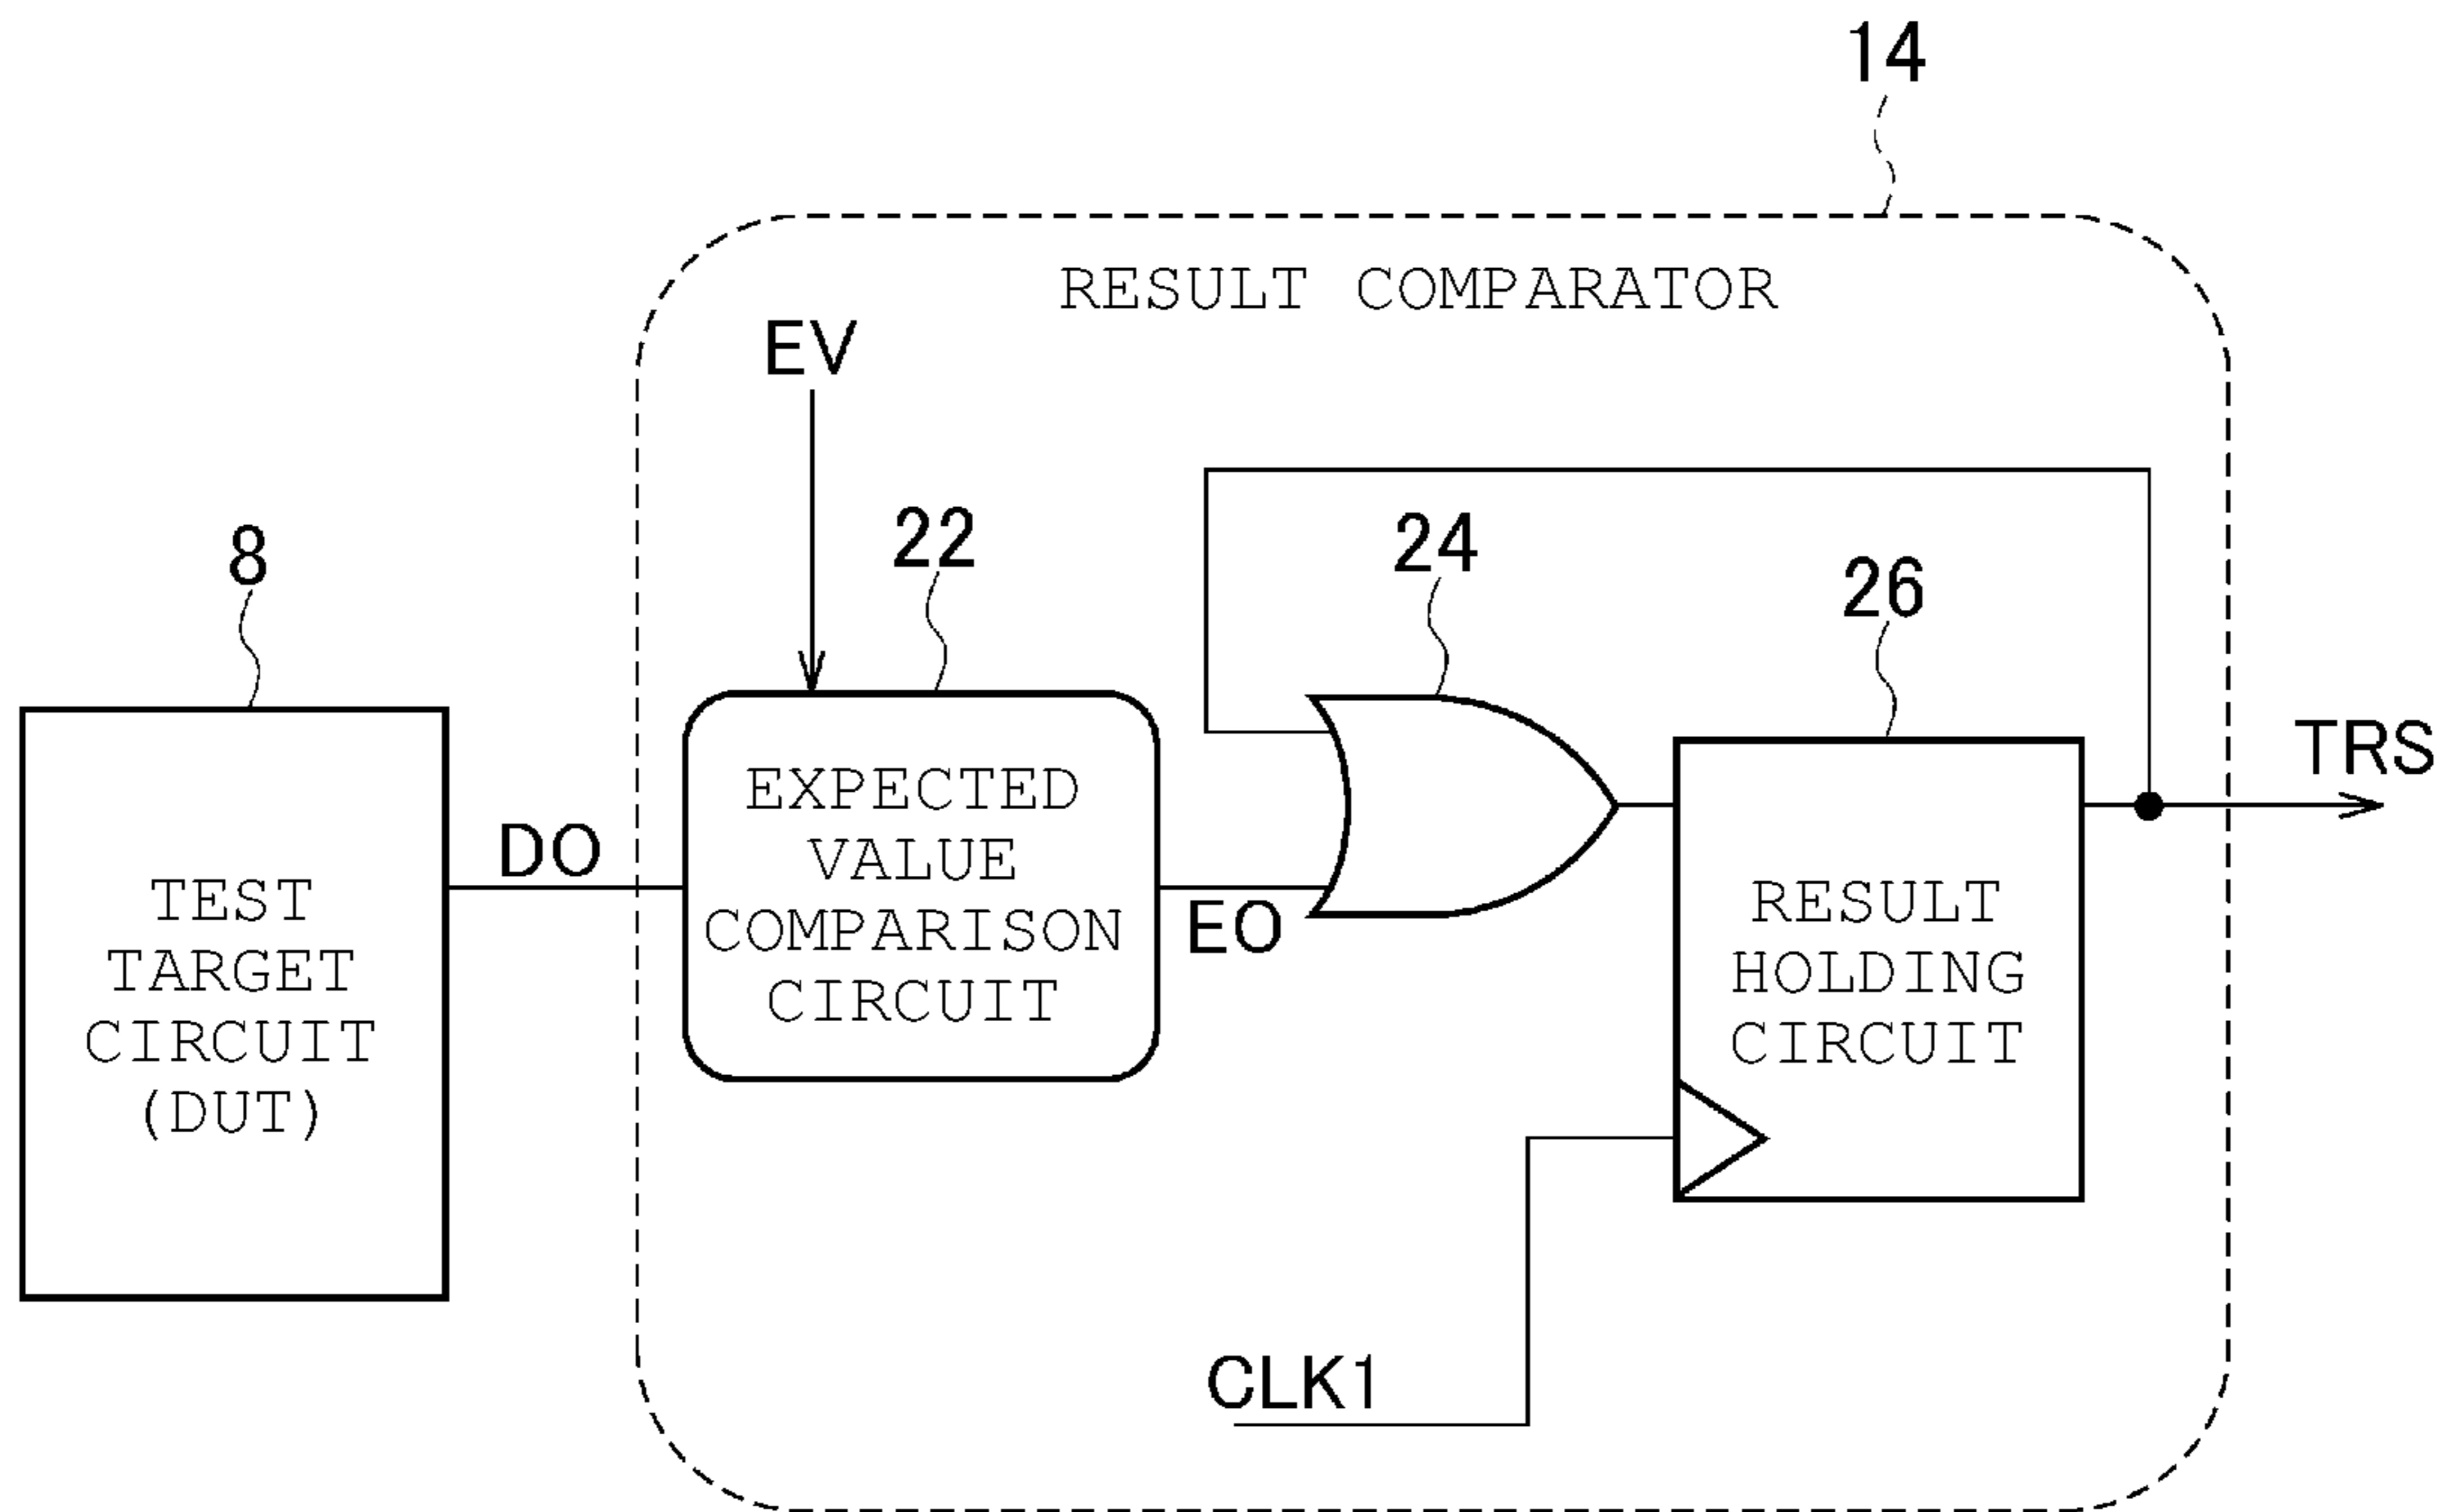 14
RESULT COMPARATOR
EV
8
22
24
26
TRS
DO
EXPECTED
VALUE
COMPARISON
CIRCUIT
EO
TEST
TARGET
CIRCUIT
(DUT)
RESULT
HOLDING
CIRCUIT
CLK1